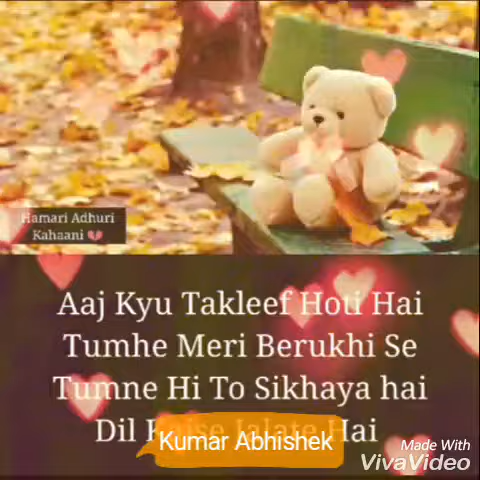 Hamari Adhuri
Kahaani 💔
Aaj Kyu Takleef Hoti Hai
Tumhe Meri Berukhi Se
Tumne Hi To Sikhaya hai
Dil Kaise Jalate Hai
Kumar Abhishek
Made With
VivaVideo